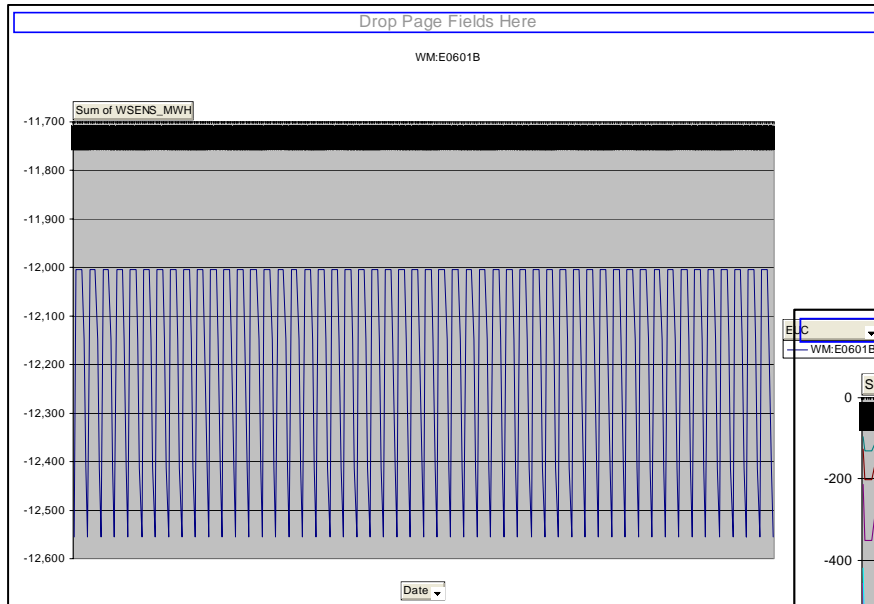 Drop Page Fields Here
WM:E0601B
Sum of WSENS_MWH
-11,700
-11,800
-11,900
-12,000
-12,100
-12,200
-12,300
-12,400
-12,500
-12,600
Date
EUC
WM:E0601B
S
0
-200
-400